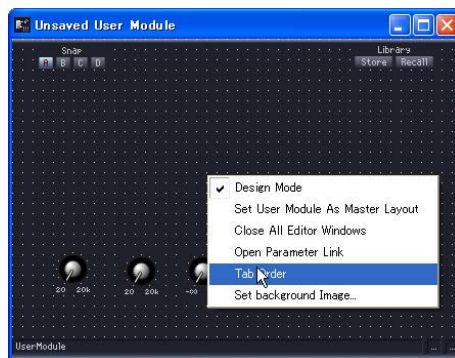 Unsaved User Module
Snap
Library
A B C D
Store Recall
Design Mode
Set User Module As Master Layout
Close All Editor Windows
Open Parameter Link
Tab Order
Set background Image...
20 20k
20 20k
-∞
UserModule
... ...